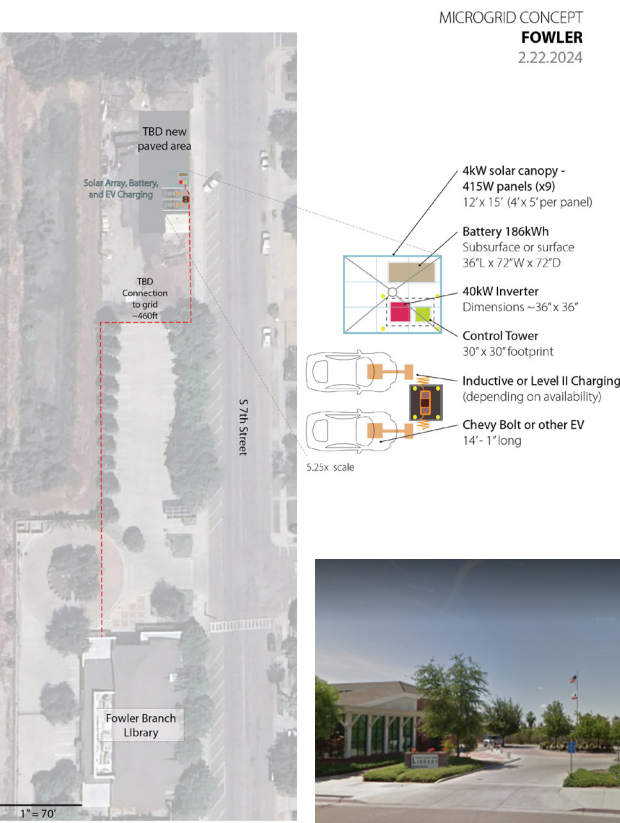 MICROGRID CONCEPT
FOWLER
2.22.2024
TBD new
paved area
Solar Array, Battery,
and EV Charging
TBD
Connection
to grid
~460ft
S 7th Street
Fowler Branch
LIbrary
1" = 70'
4kW solar canopy -
415W panels (x9)
12' x 15' (4' x 5' per panel)
Battery 186kWh
Subsurface or surface
36"L x 72"W x 72"D
40kW Inverter
Dimensions ~36" x 36"
Control Tower
30" x 30" footprint
Inductive or Level II Charging
(depending on availability)
Chevy Bolt or other EV
14' - 1" long
5.25x scale
LIBRARY